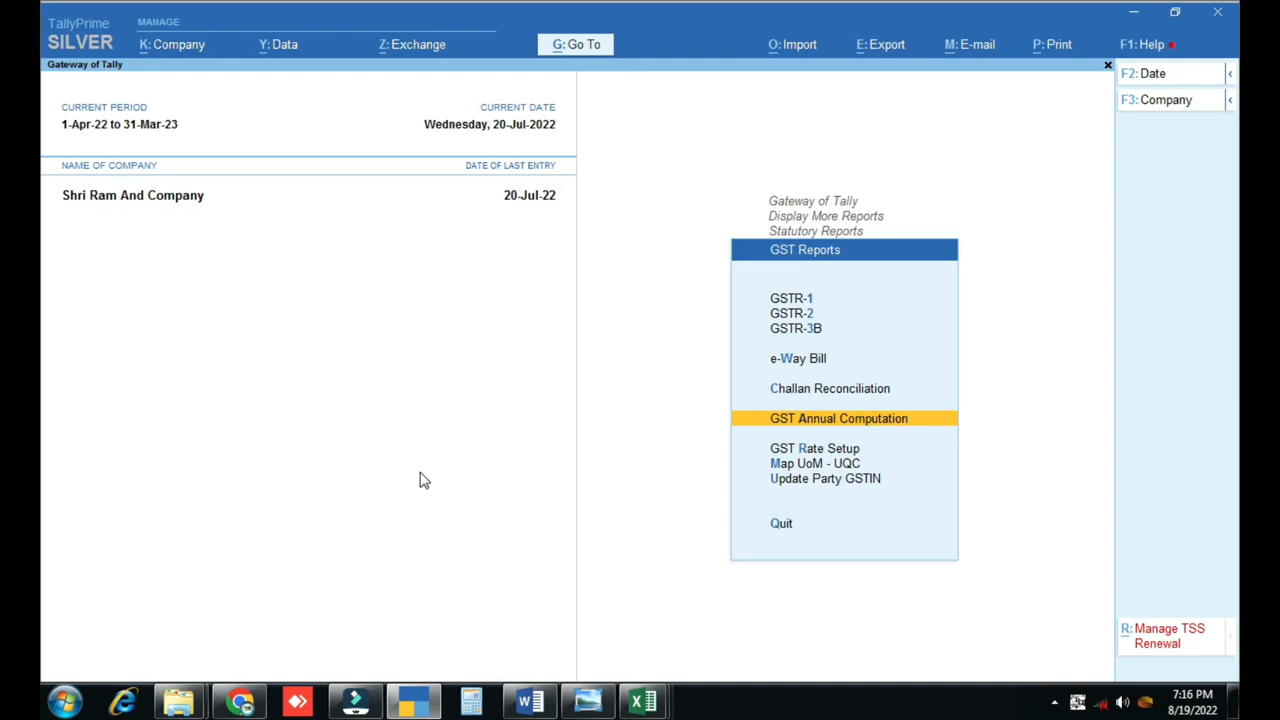 TallyPrime
SILVER
MANAGE
K: Company
Y: Data
Z: Exchange
G: Go To
O: Import
E: Export
M: E-mail
P: Print
F1: Help
Gateway of Tally
F2: Date
F3: Company
CURRENT PERIOD
CURRENT DATE
1-Apr-22 to 31-Mar-23
Wednesday, 20-Jul-2022
NAME OF COMPANY
DATE OF LAST ENTRY
Shri Ram And Company
20-Jul-22
Gateway of Tally
Display More Reports
Statutory Reports
GST Reports
GSTR-1
GSTR-2
GSTR-3B
e-Way Bill
Challan Reconciliation
GST Annual Computation
GST Rate Setup
Map UoM - UQC
Update Party GSTIN
Quit
R: Manage TSS
Renewal
7:16 PM
8/19/2022